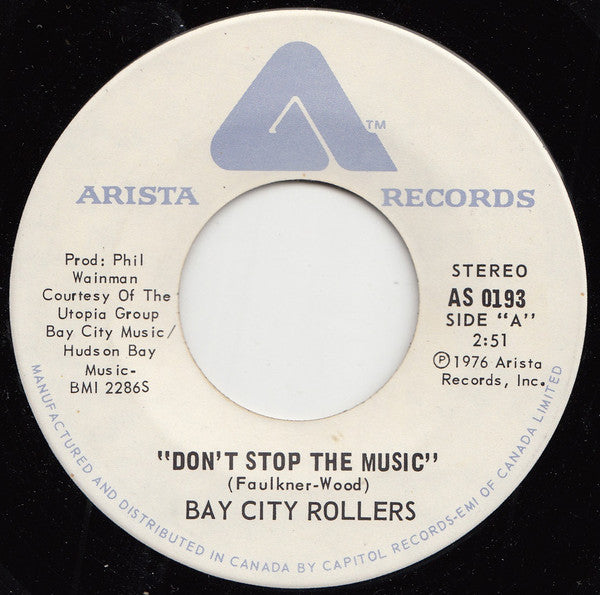 TM
ARISTA RECORDS
Prod: Phil
Wainman
Courtesy Of The
Utopia Group
Bay City Music/
Hudson Bay
Music-
BMI 2286S
STEREO
AS 0193
SIDE "A"
2:51
Ⓟ1976 Arista
Records, Inc.
"DON'T STOP THE MUSIC"
(Faulkner-Wood)
BAY CITY ROLLERS
MANUFACTURED AND DISTRIBUTED IN CANADA BY CAPITOL RECORDS-EMI OF CANADA LIMITED